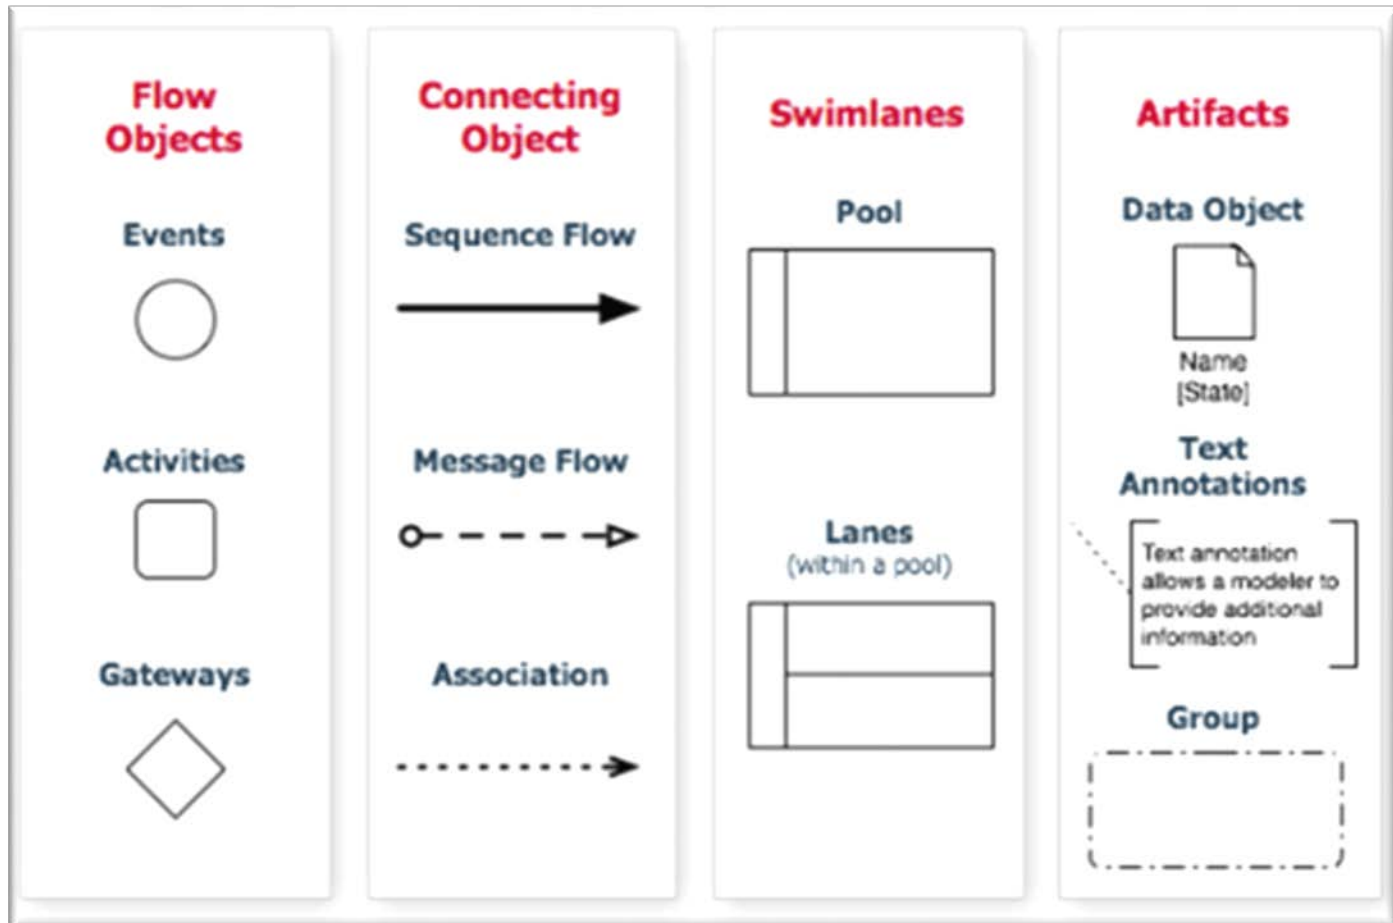 Flow
Objects
Events
Activities
Gateways
Connecting
Object
Sequence Flow
Message Flow
Association
Swimlanes
Pool
Lanes
(within a pool)
Artifacts
Data Object
Name
[State]
Text
Annotations
Text annotation
allows a modeler to
provide additional
information
Group